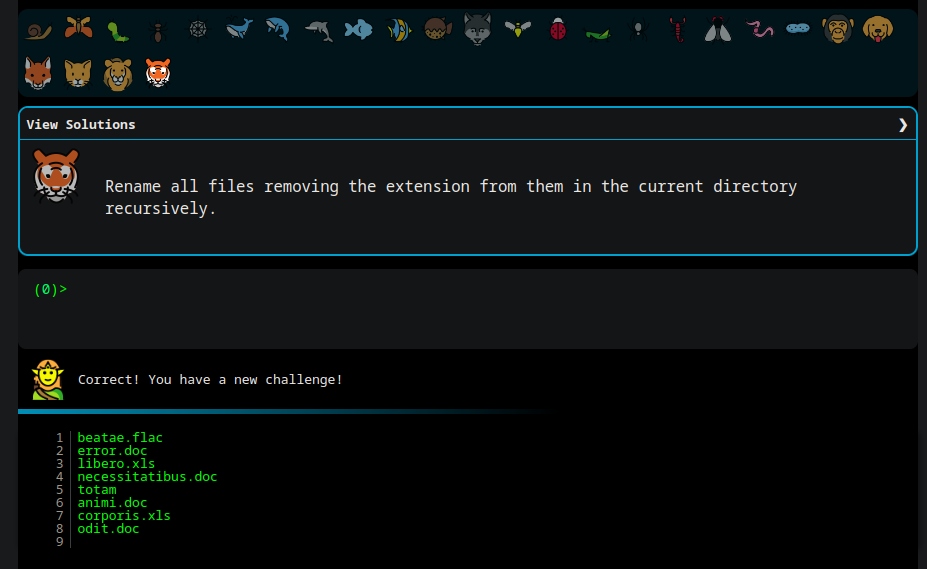 View Solutions ❯
Rename all files removing the extension from them in the current directory
recursively.
(0)>
Correct! You have a new challenge!
1 beatae.flac
2 error.doc
3 libero.xls
4 necessitatibus.doc
5 totam
6 animi.doc
7 corporis.xls
8 odit.doc
9